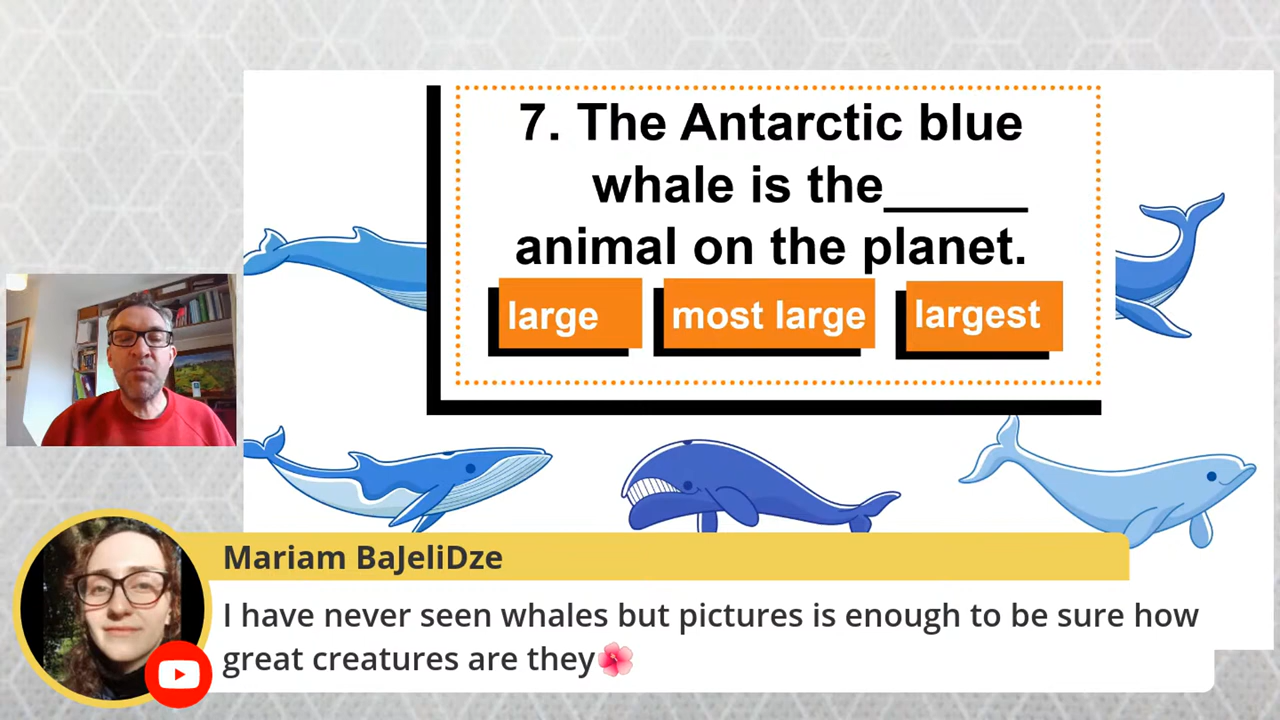 7. The Antarctic blue
whale is the_____
animal on the planet.
large
most large
largest
Mariam BaJeliDze
I have never seen whales but pictures is enough to be sure how
great creatures are they🌺